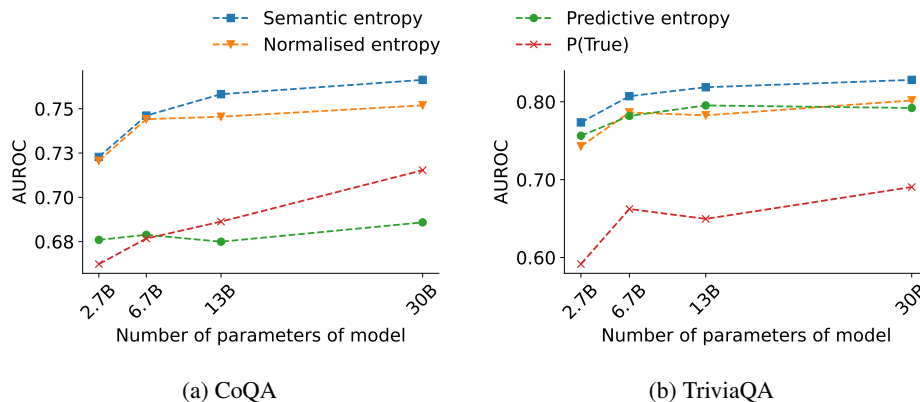 Semantic entropy
Normalised entropy
Predictive entropy
P(True)
AUROC
0.75
0.73
0.70
0.68
2.7B
6.7B
13B
30B
Number of parameters of model
(a) CoQA
AUROC
0.80
0.70
0.60
2.7B
6.7B
13B
30B
Number of parameters of model
(b) TriviaQA